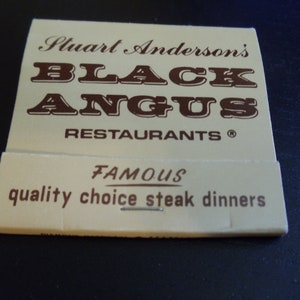 Stuart Anderson's
BLACK
ANGUS
RESTAURANTS ®
FAMOUS
quality choice steak dinners